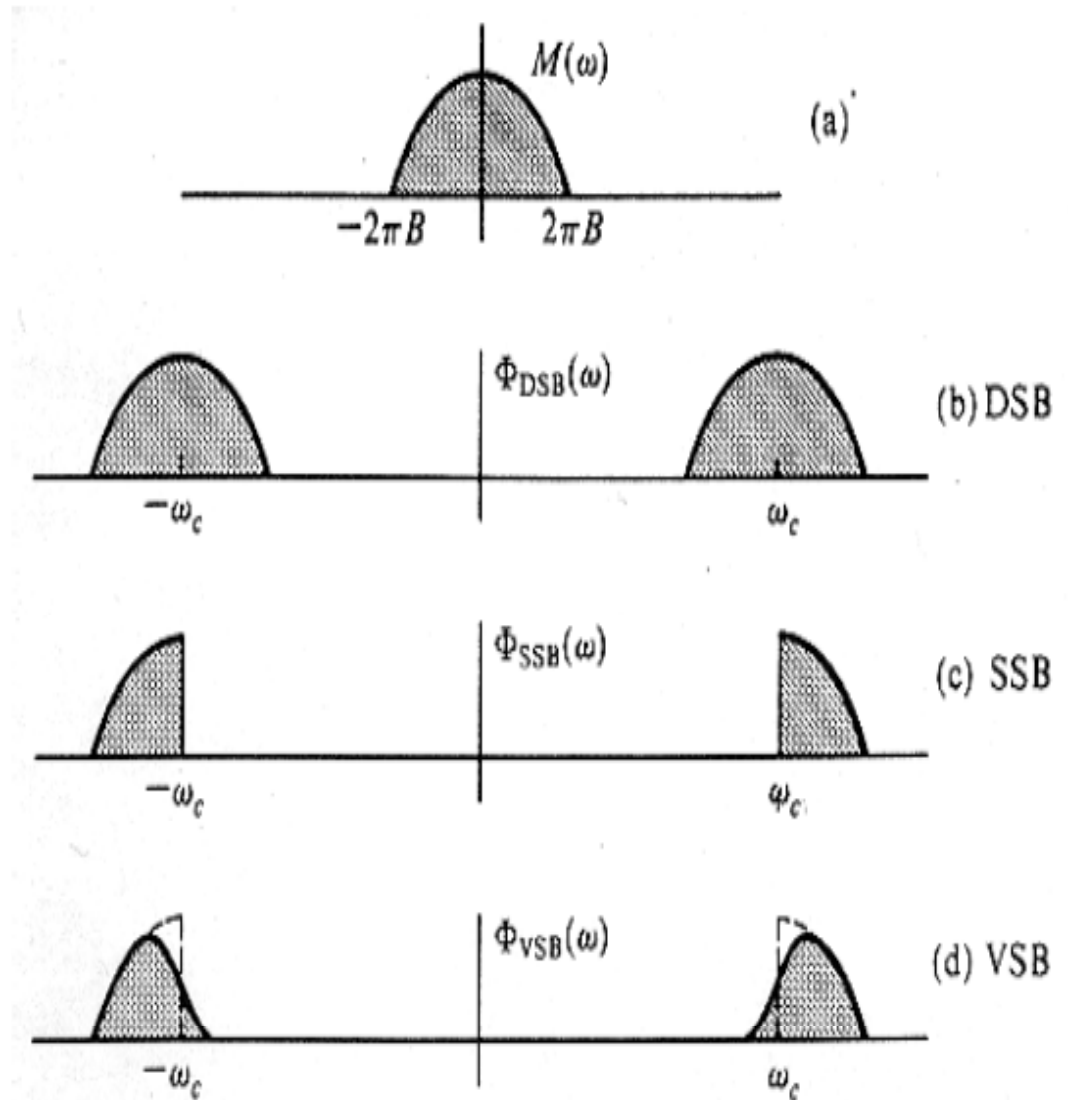 M(ω)
(a)
−2πB
2πB
Φ_DSB(ω)
(b) DSB
−ω_c
ω_c
Φ_SSB(ω)
(c) SSB
−ω_c
ω_c
Φ_VSB(ω)
(d) VSB
−ω_c
ω_c